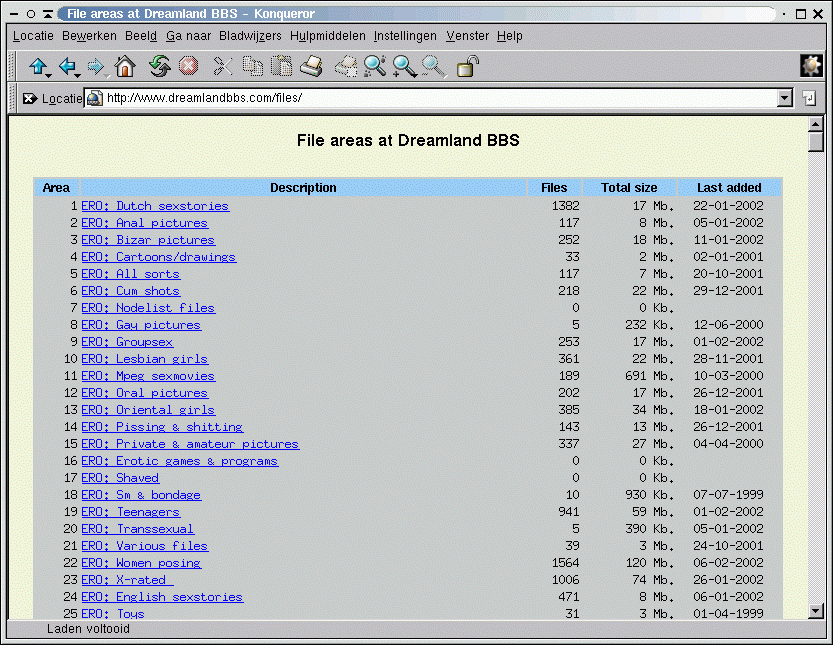 File areas at Dreamland BBS - Konqueror
Locatie Bewerken Beeld Ga naar Bladwijzers Hulpmiddelen Instellingen Venster Help
Locatie http://www.dreamlandbbs.com/files/
File areas at Dreamland BBS
Area Description Files Total size Last added
1 ERO: Dutch sexstories 1382 17 Mb. 22-01-2002
2 ERO: Anal pictures 117 8 Mb. 05-01-2002
3 ERO: Bizar pictures 252 18 Mb. 11-01-2002
4 ERO: Cartoons/drawings 33 2 Mb. 02-01-2001
5 ERO: All sorts 117 7 Mb. 20-10-2001
6 ERO: Cum shots 218 22 Mb. 29-12-2001
7 ERO: Nodelist files 0 0 Kb.
8 ERO: Gay pictures 5 232 Kb. 12-06-2000
9 ERO: Groupsex 253 17 Mb. 01-02-2002
10 ERO: Lesbian girls 361 22 Mb. 28-11-2001
11 ERO: Mpeg sexmovies 189 691 Mb. 10-03-2000
12 ERO: Oral pictures 202 17 Mb. 26-12-2001
13 ERO: Oriental girls 385 34 Mb. 18-01-2002
14 ERO: Pissing & shitting 143 13 Mb. 26-12-2001
15 ERO: Private & amateur pictures 337 27 Mb. 04-04-2000
16 ERO: Erotic games & programs 0 0 Kb.
17 ERO: Shaved 0 0 Kb.
18 ERO: Sm & bondage 10 930 Kb. 07-07-1999
19 ERO: Teenagers 941 59 Mb. 01-02-2002
20 ERO: Transsexual 5 390 Kb. 05-01-2002
21 ERO: Various files 39 3 Mb. 24-10-2001
22 ERO: Women posing 1564 120 Mb. 06-02-2002
23 ERO: X-rated 1006 74 Mb. 26-01-2002
24 ERO: English sexstories 471 8 Mb. 06-01-2002
25 ERO: Toys 31 3 Mb. 01-04-1999
Laden voltooid